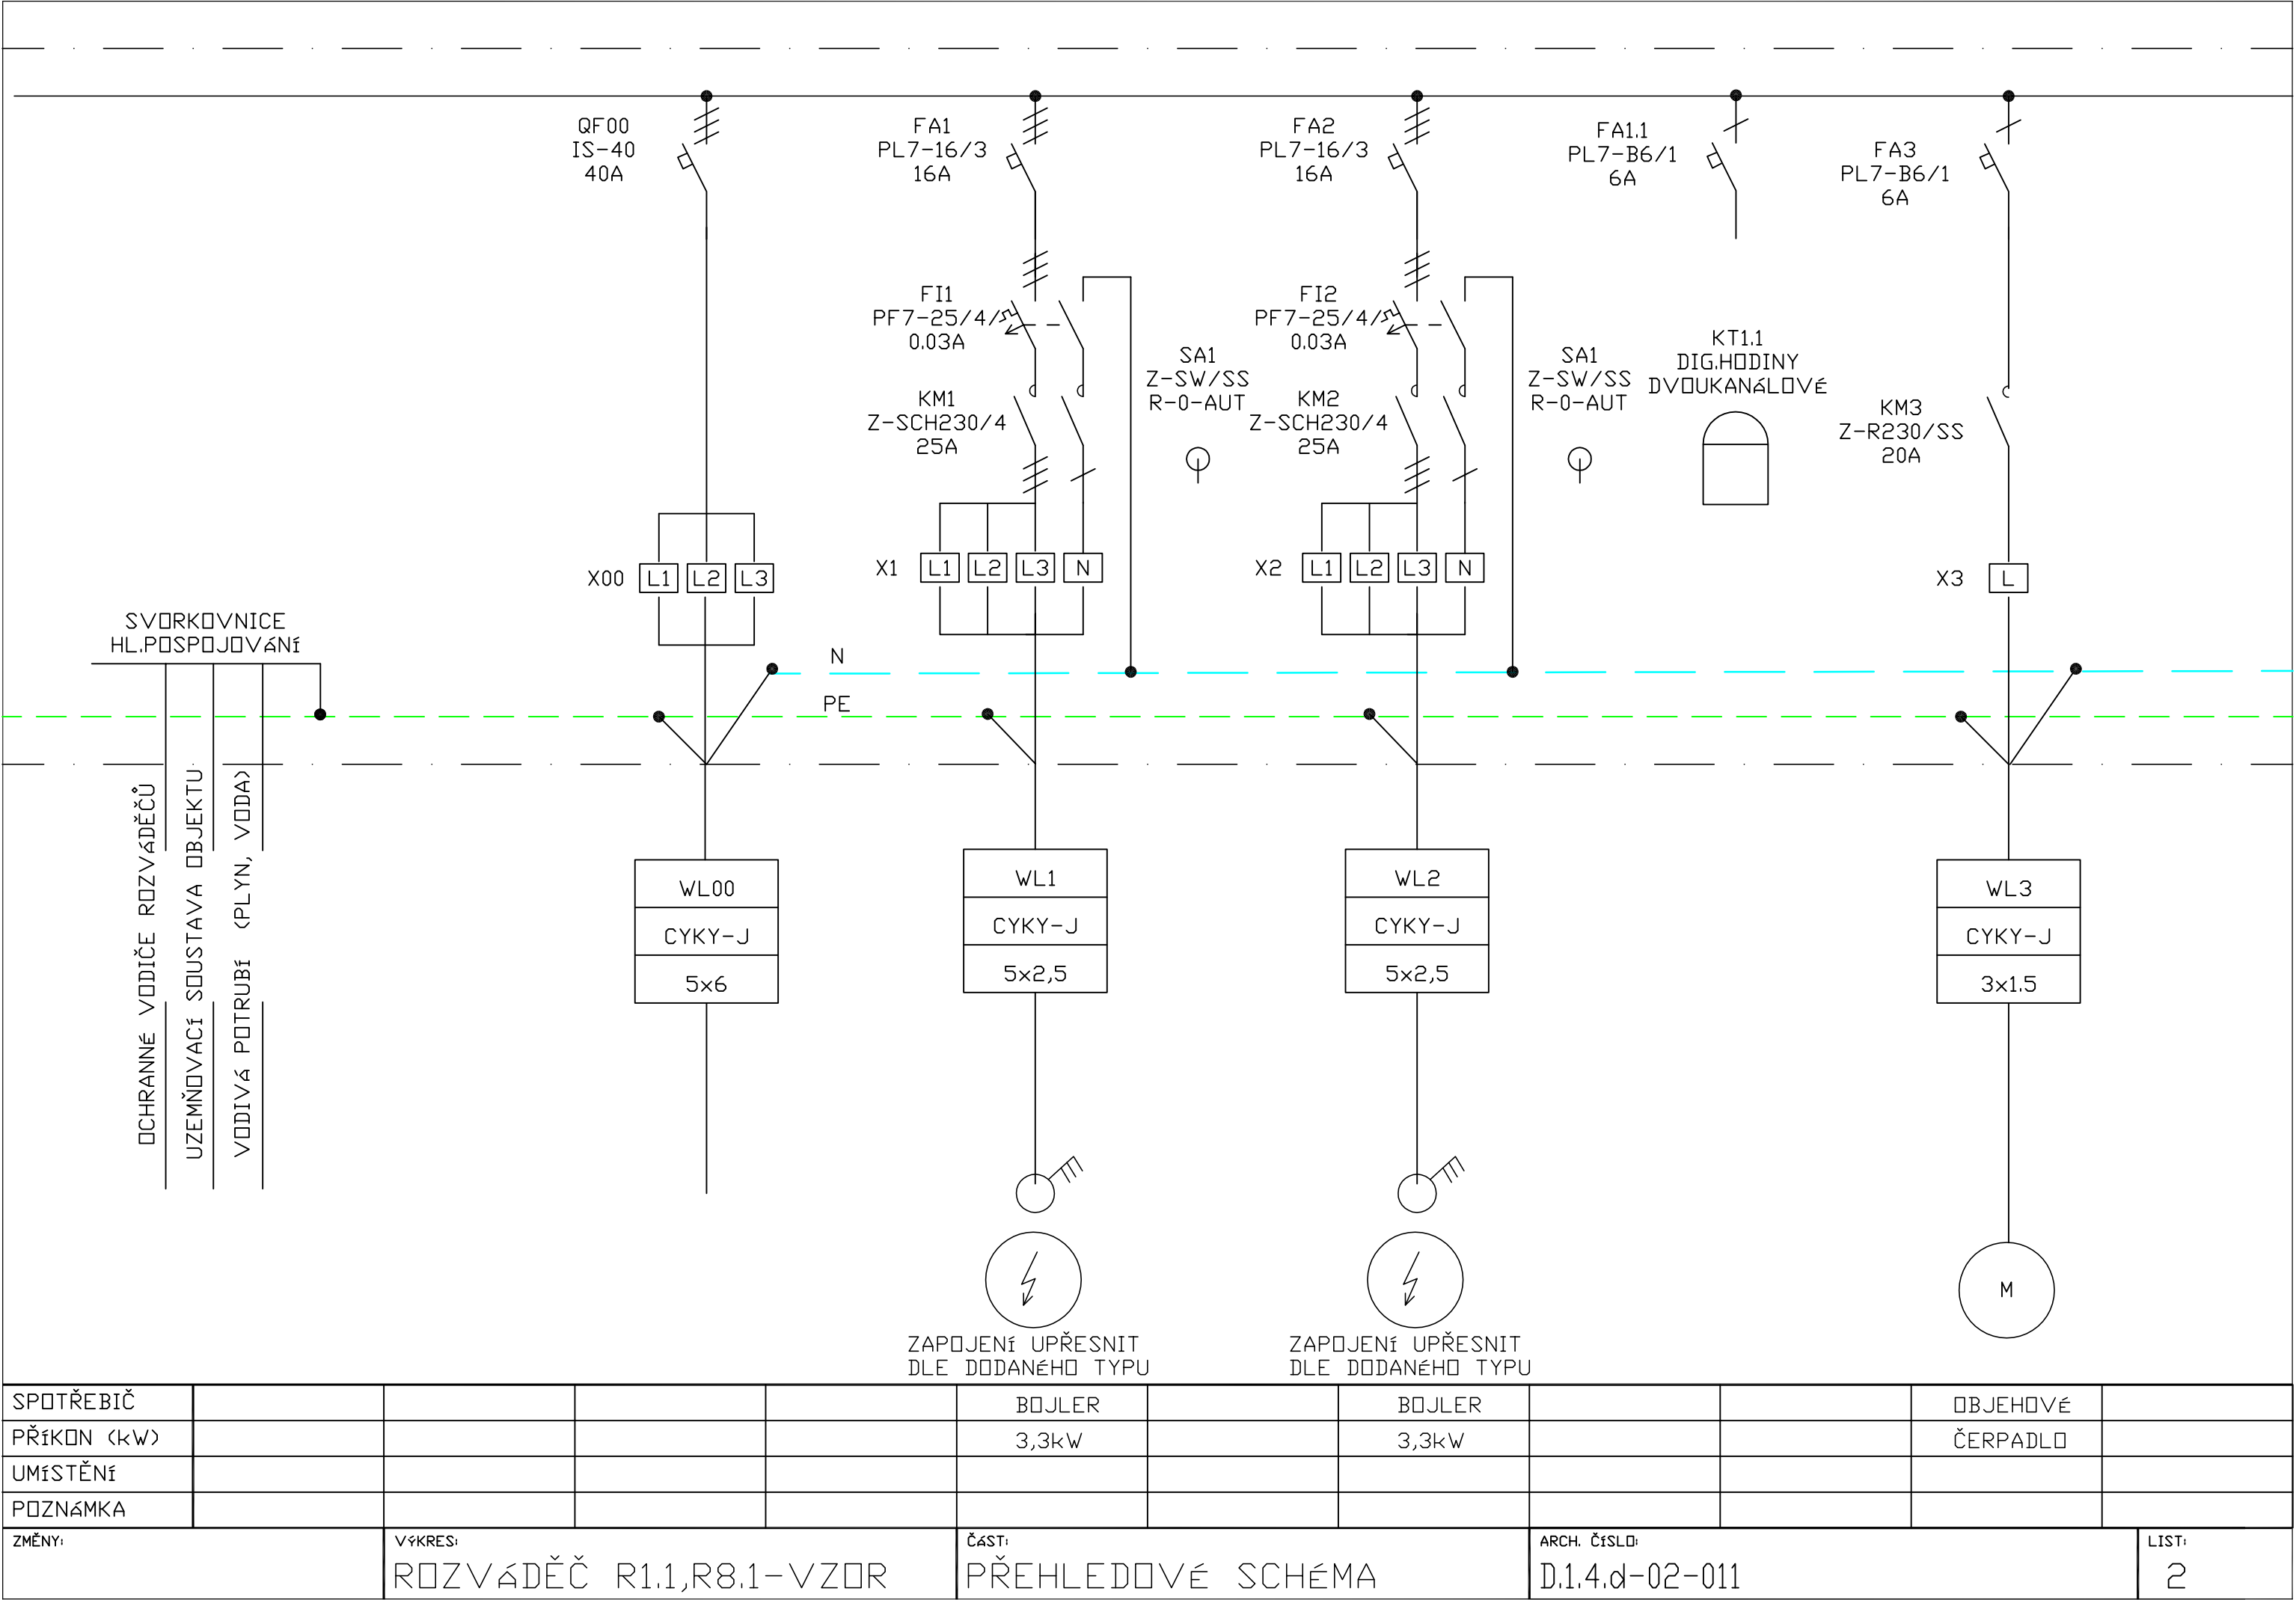 QF00
IS-40
40A
FA1
PL7-16/3
16A
FA2
PL7-16/3
16A
FA1.1
PL7-B6/1
6A
FA3
PL7-B6/1
6A
FI1
PF7-25/4/
0.03A
FI2
PF7-25/4/
0.03A
SA1
Z-SW/SS
R-0-AUT
SA1
Z-SW/SS
R-0-AUT
KT1.1
DIG.HODINY
DVOUKANÁLOVÉ
KM1
Z-SCH230/4
25A
KM2
Z-SCH230/4
25A
KM3
Z-R230/SS
20A
X00 L1 L2 L3
X1 L1 L2 L3 N
X2 L1 L2 L3 N
X3 L
SVORKOVNICE
HL.POSPOJOVÁNÍ
N
PE
OCHRANNÉ VODIČE ROZVÁDĚČŮ
UZEMŇOVACÍ SOUSTAVA OBJEKTU
VODIVÁ POTRUBÍ (PLYN, VODA)
WL00
CYKY-J
5x6
WL1
CYKY-J
5x2,5
WL2
CYKY-J
5x2,5
WL3
CYKY-J
3x1.5
M
ZAPOJENÍ UPŘESNIT
DLE DODANÉHO TYPU
ZAPOJENÍ UPŘESNIT
DLE DODANÉHO TYPU
SPOTŘEBIČ BOJLER BOJLER OBJEHOVÉ
PŘÍKON (kW) 3,3kW 3,3kW ČERPADLO
UMÍSTĚNÍ
POZNÁMKA
ZMĚNY:
VÝKRES:
ROZVÁDĚČ R1.1,R8.1-VZOR
ČÁST:
PŘEHLEDOVÉ SCHÉMA
ARCH. ČÍSLO:
D.1.4.d-02-011
LIST:
2